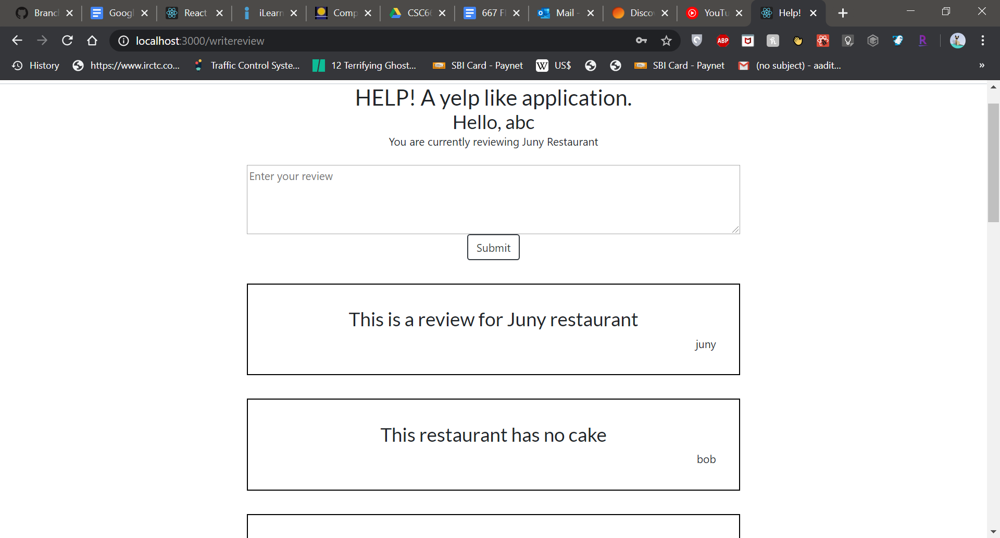 Branc Googl React iLearn Comp CSC66 667 Fi Mail - Disco YouTu Help!
localhost:3000/writereview ABP h R
History https://www.irctc.co... Traffic Control Syste... 12 Terrifying Ghost... SBI Card - Paynet W US$ SBI Card - Paynet (no subject) - aadit... »
HELP! A yelp like application.
Hello, abc
You are currently reviewing Juny Restaurant
Enter your review
Submit
This is a review for Juny restaurant
juny
This restaurant has no cake
bob